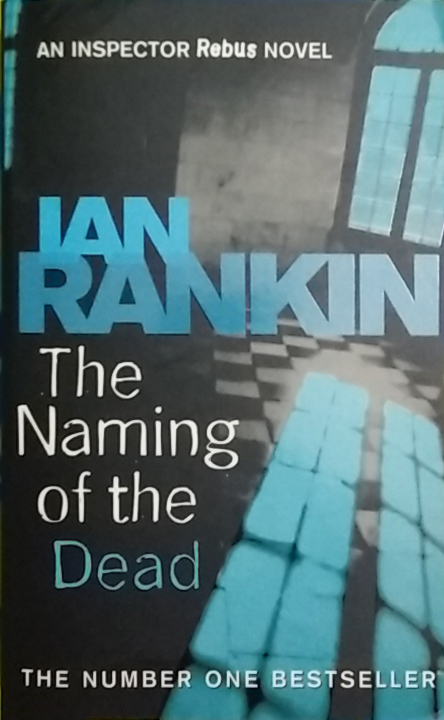 AN INSPECTOR Rebus NOVEL
IAN
RANKIN
The
Naming
of the
Dead
THE NUMBER ONE BESTSELLER